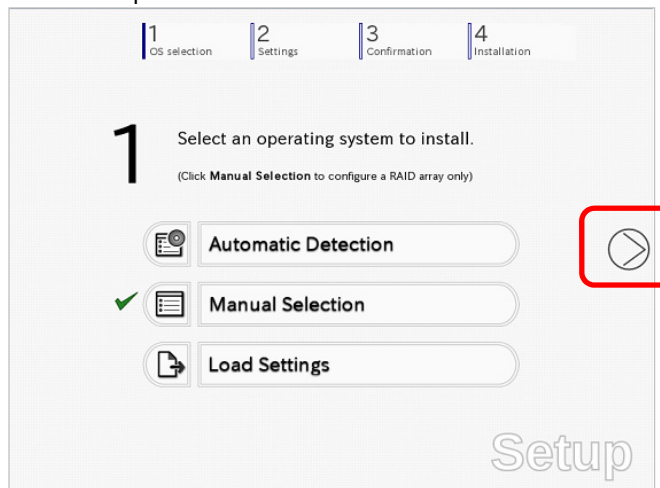 1
OS selection
2
Settings
3
Confirmation
4
Installation
1
Select an operating system to install.
(Click Manual Selection to configure a RAID array only)
Automatic Detection
Manual Selection
Load Settings
Setup